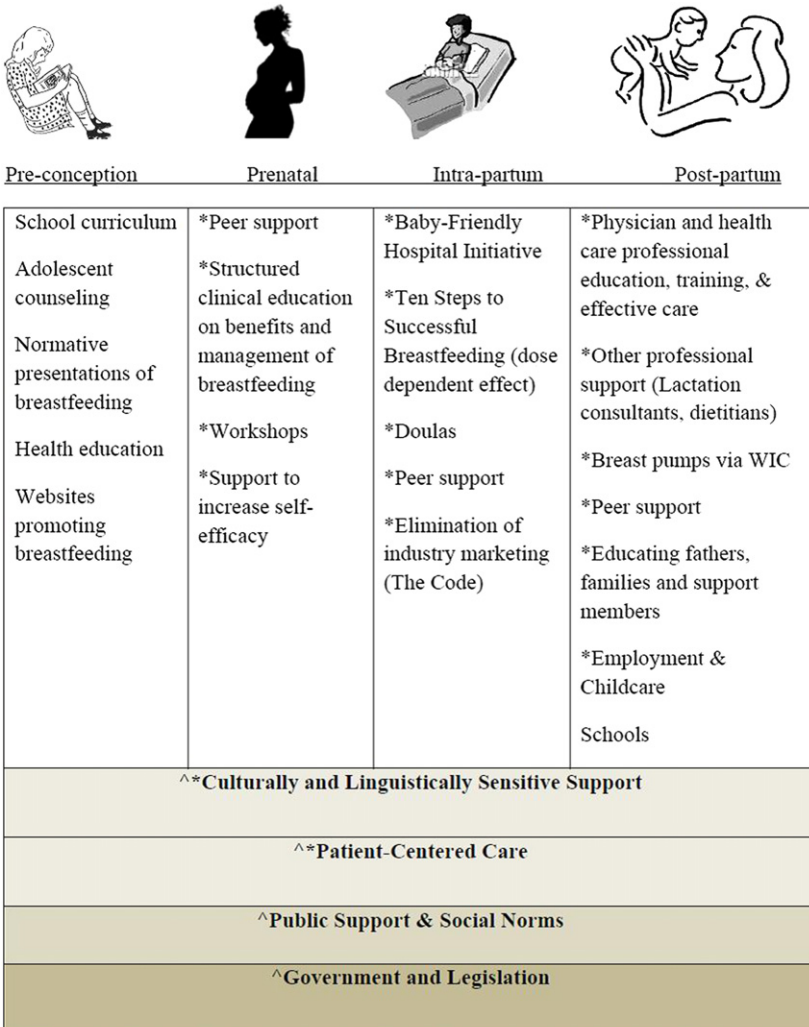 Pre-conception
Prenatal
Intra-partum
Post-partum
School curriculum
Adolescent
counseling
Normative
presentations of
breastfeeding
Health education
Websites
promoting
breastfeeding
*Peer support
*Structured
clinical education
on benefits and
management of
breastfeeding
*Workshops
*Support to
increase self-
efficacy
*Baby-Friendly
Hospital Initiative
*Ten Steps to
Successful
Breastfeeding (dose
dependent effect)
*Doulas
*Peer support
*Elimination of
industry marketing
(The Code)
*Physician and health
care professional
education, training, &
effective care
*Other professional
support (Lactation
consultants, dietitians)
*Breast pumps via WIC
*Peer support
*Educating fathers,
families and support
members
*Employment &
Childcare
Schools
^*Culturally and Linguistically Sensitive Support
^*Patient-Centered Care
^Public Support & Social Norms
^Government and Legislation